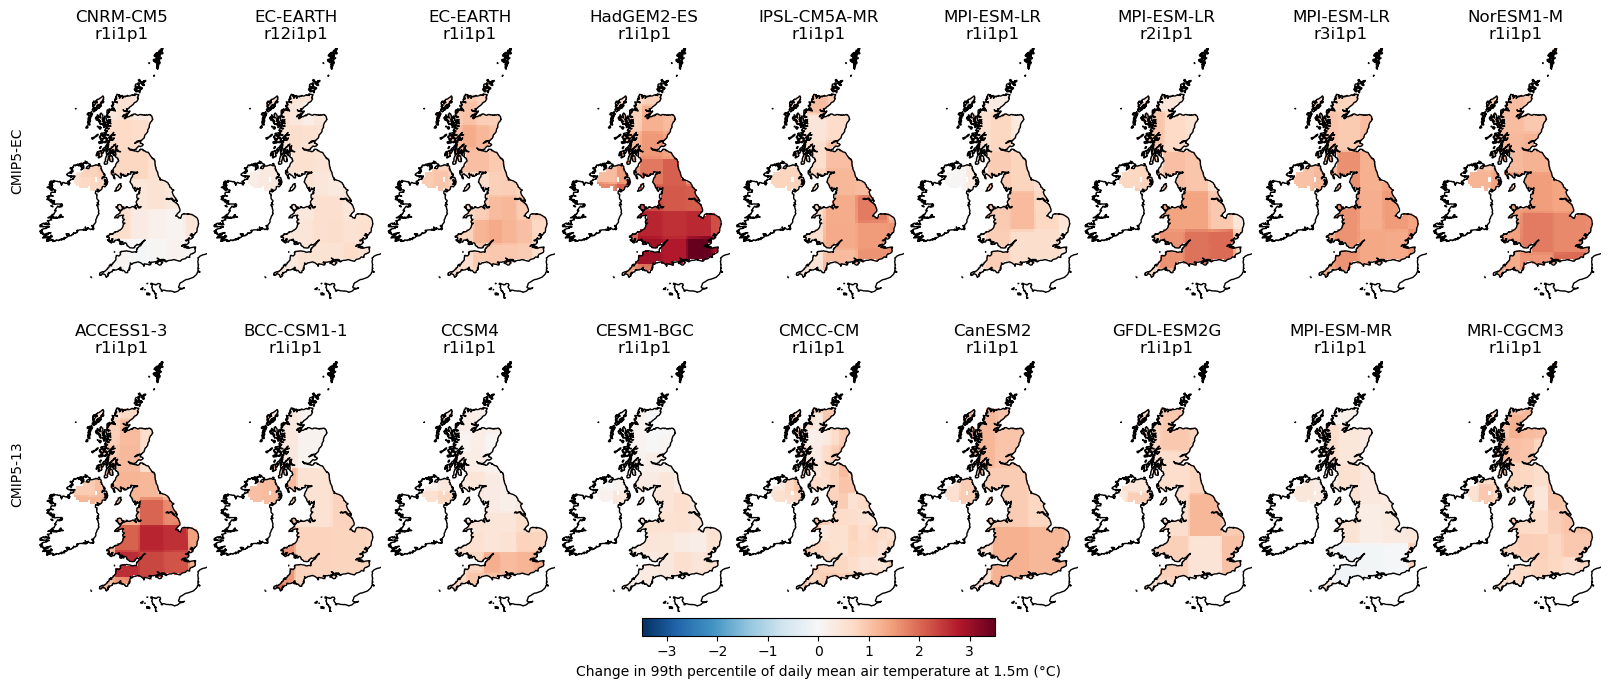 CNRM-CM5 EC-EARTH EC-EARTH HadGEM2-ES IPSL-CM5A-MR MPI-ESM-LR MPI-ESM-LR MPI-ESM-LR NorESM1-M
r1i1p1 r12i1p1 r1i1p1 r1i1p1 r1i1p1 r1i1p1 r2i1p1 r3i1p1 r1i1p1
CMIP5-EC
ACCESS1-3 BCC-CSM1-1 CCSM4 CESM1-BGC CMCC-CM CanESM2 GFDL-ESM2G MPI-ESM-MR MRI-CGCM3
r1i1p1 r1i1p1 r1i1p1 r1i1p1 r1i1p1 r1i1p1 r1i1p1 r1i1p1 r1i1p1
CMIP5-13
−3 −2 −1 0 1 2 3
Change in 99th percentile of daily mean air temperature at 1.5m (°C)